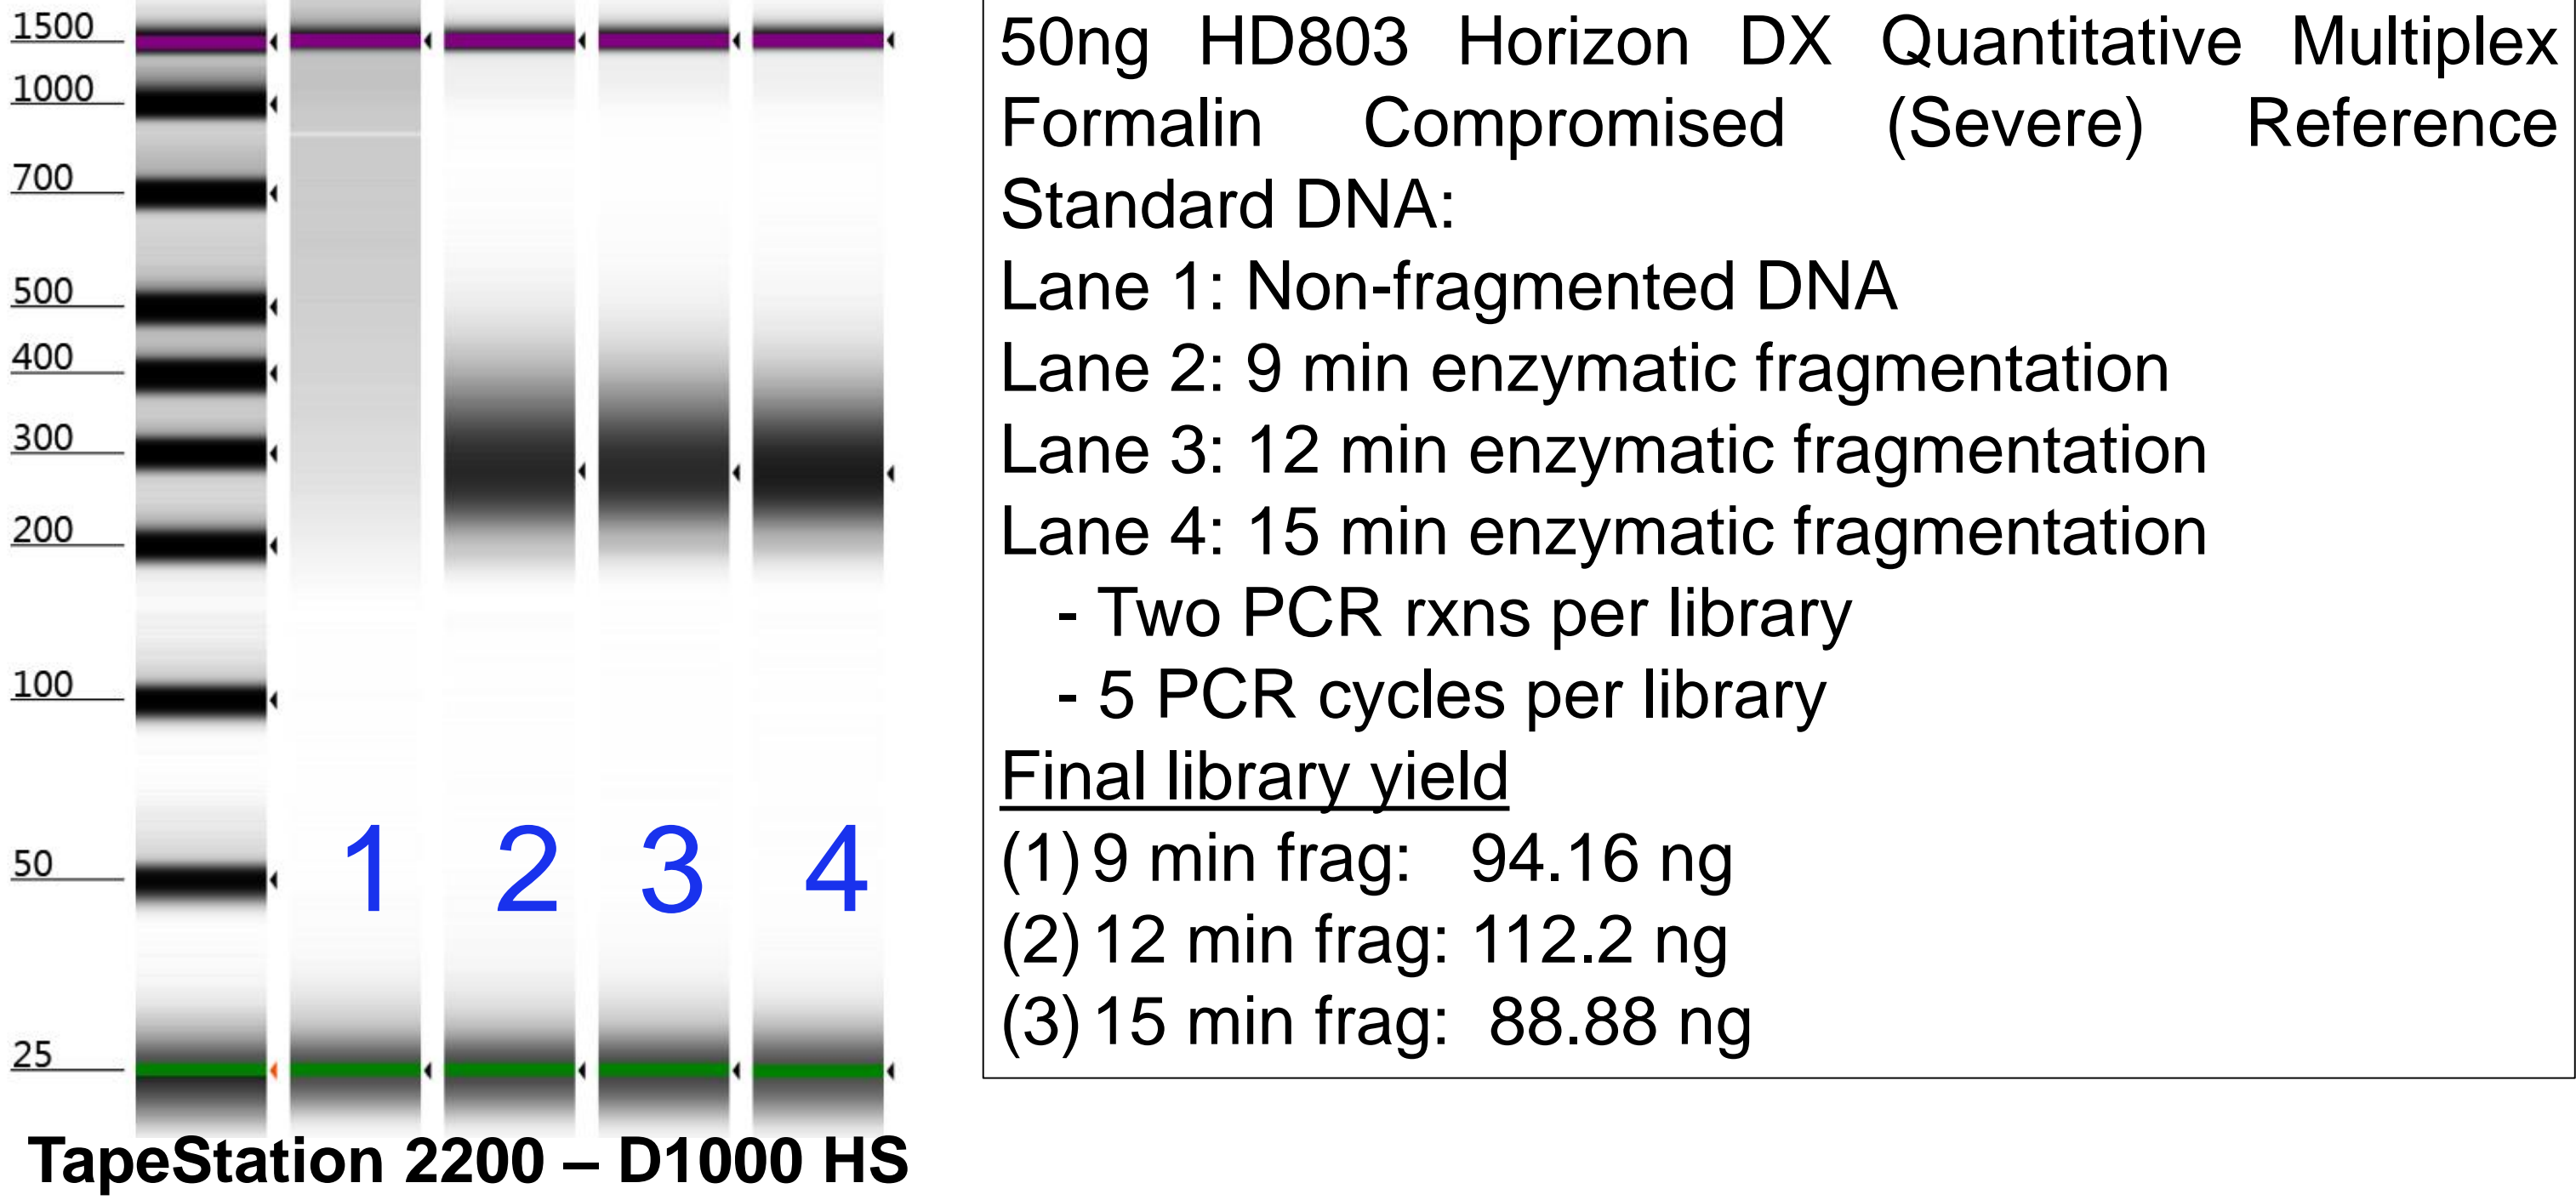 1500
1000
700
500
400
300
200
100
50
25
1 2 3 4
TapeStation 2200 – D1000 HS
50ng HD803 Horizon DX Quantitative Multiplex
Formalin Compromised (Severe) Reference
Standard DNA:
Lane 1: Non-fragmented DNA
Lane 2: 9 min enzymatic fragmentation
Lane 3: 12 min enzymatic fragmentation
Lane 4: 15 min enzymatic fragmentation
- Two PCR rxns per library
- 5 PCR cycles per library
Final library yield
(1) 9 min frag: 94.16 ng
(2) 12 min frag: 112.2 ng
(3) 15 min frag: 88.88 ng